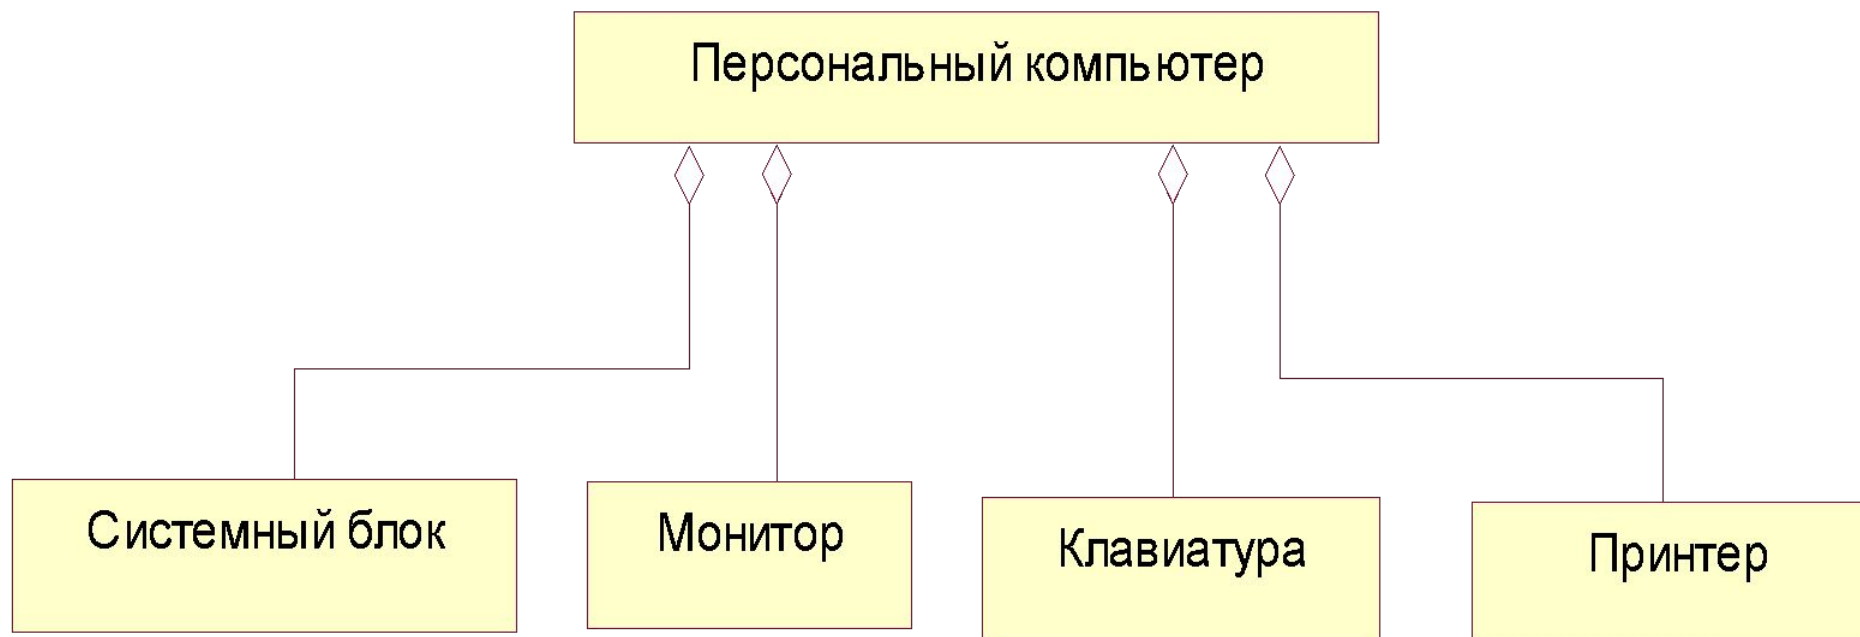 Персональный компьютер
Системный блок
Монитор
Клавиатура
Принтер